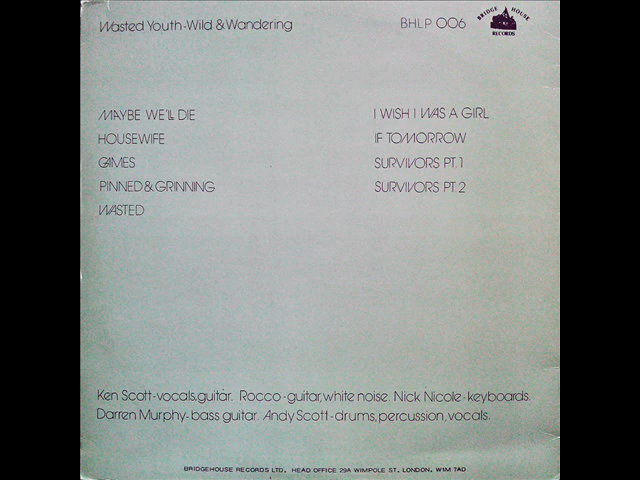 Wasted Youth-Wild & Wandering
BHLP 006
BRIDGE HOUSE
RECORDS
MAYBE WE'LL DIE
HOUSEWIFE
GAMES
PINNED & GRINNING
WASTED
I WISH I WAS A GIRL
IF TOMORROW
SURVIVORS PT.1
SURVIVORS PT.2
Ken Scott-vocals,guitar. Rocco-guitar,white noise. Nick Nicole-keyboards.
Darren Murphy-bass guitar. Andy Scott-drums,percussion,vocals.
BRIDGEHOUSE RECORDS LTD. HEAD OFFICE 29A WIMPOLE ST. LONDON. W1M 7AD